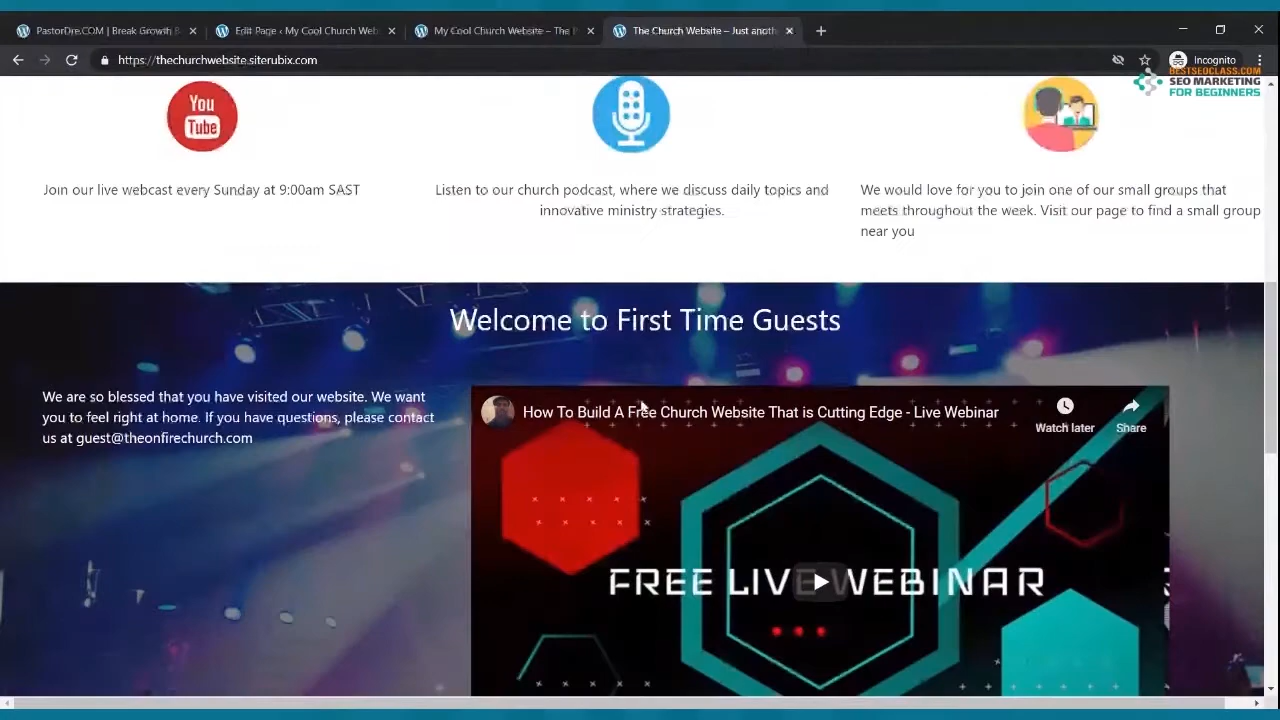 PastorDre.COM | Break Growth B
Edit Page ‹ My Cool Church Web
My Cool Church Website – The P
The Church Website – Just anoth
https://thechurchwebsite.siterubix.com
Incognito
BESTSEOCLASS.COM
SEO MARKETING
FOR BEGINNERS
You
Tube
Join our live webcast every Sunday at 9:00am SAST
Listen to our church podcast, where we discuss daily topics and
innovative ministry strategies.
We would love for you to join one of our small groups that
meets throughout the week. Visit our page to find a small group
near you
Welcome to First Time Guests
We are so blessed that you have visited our website. We want
you to feel right at home. If you have questions, please contact
us at guest@theonfirechurch.com
How To Build A Free Church Website That is Cutting Edge - Live Webinar
Watch later
Share
FREE LIVE WEBINAR